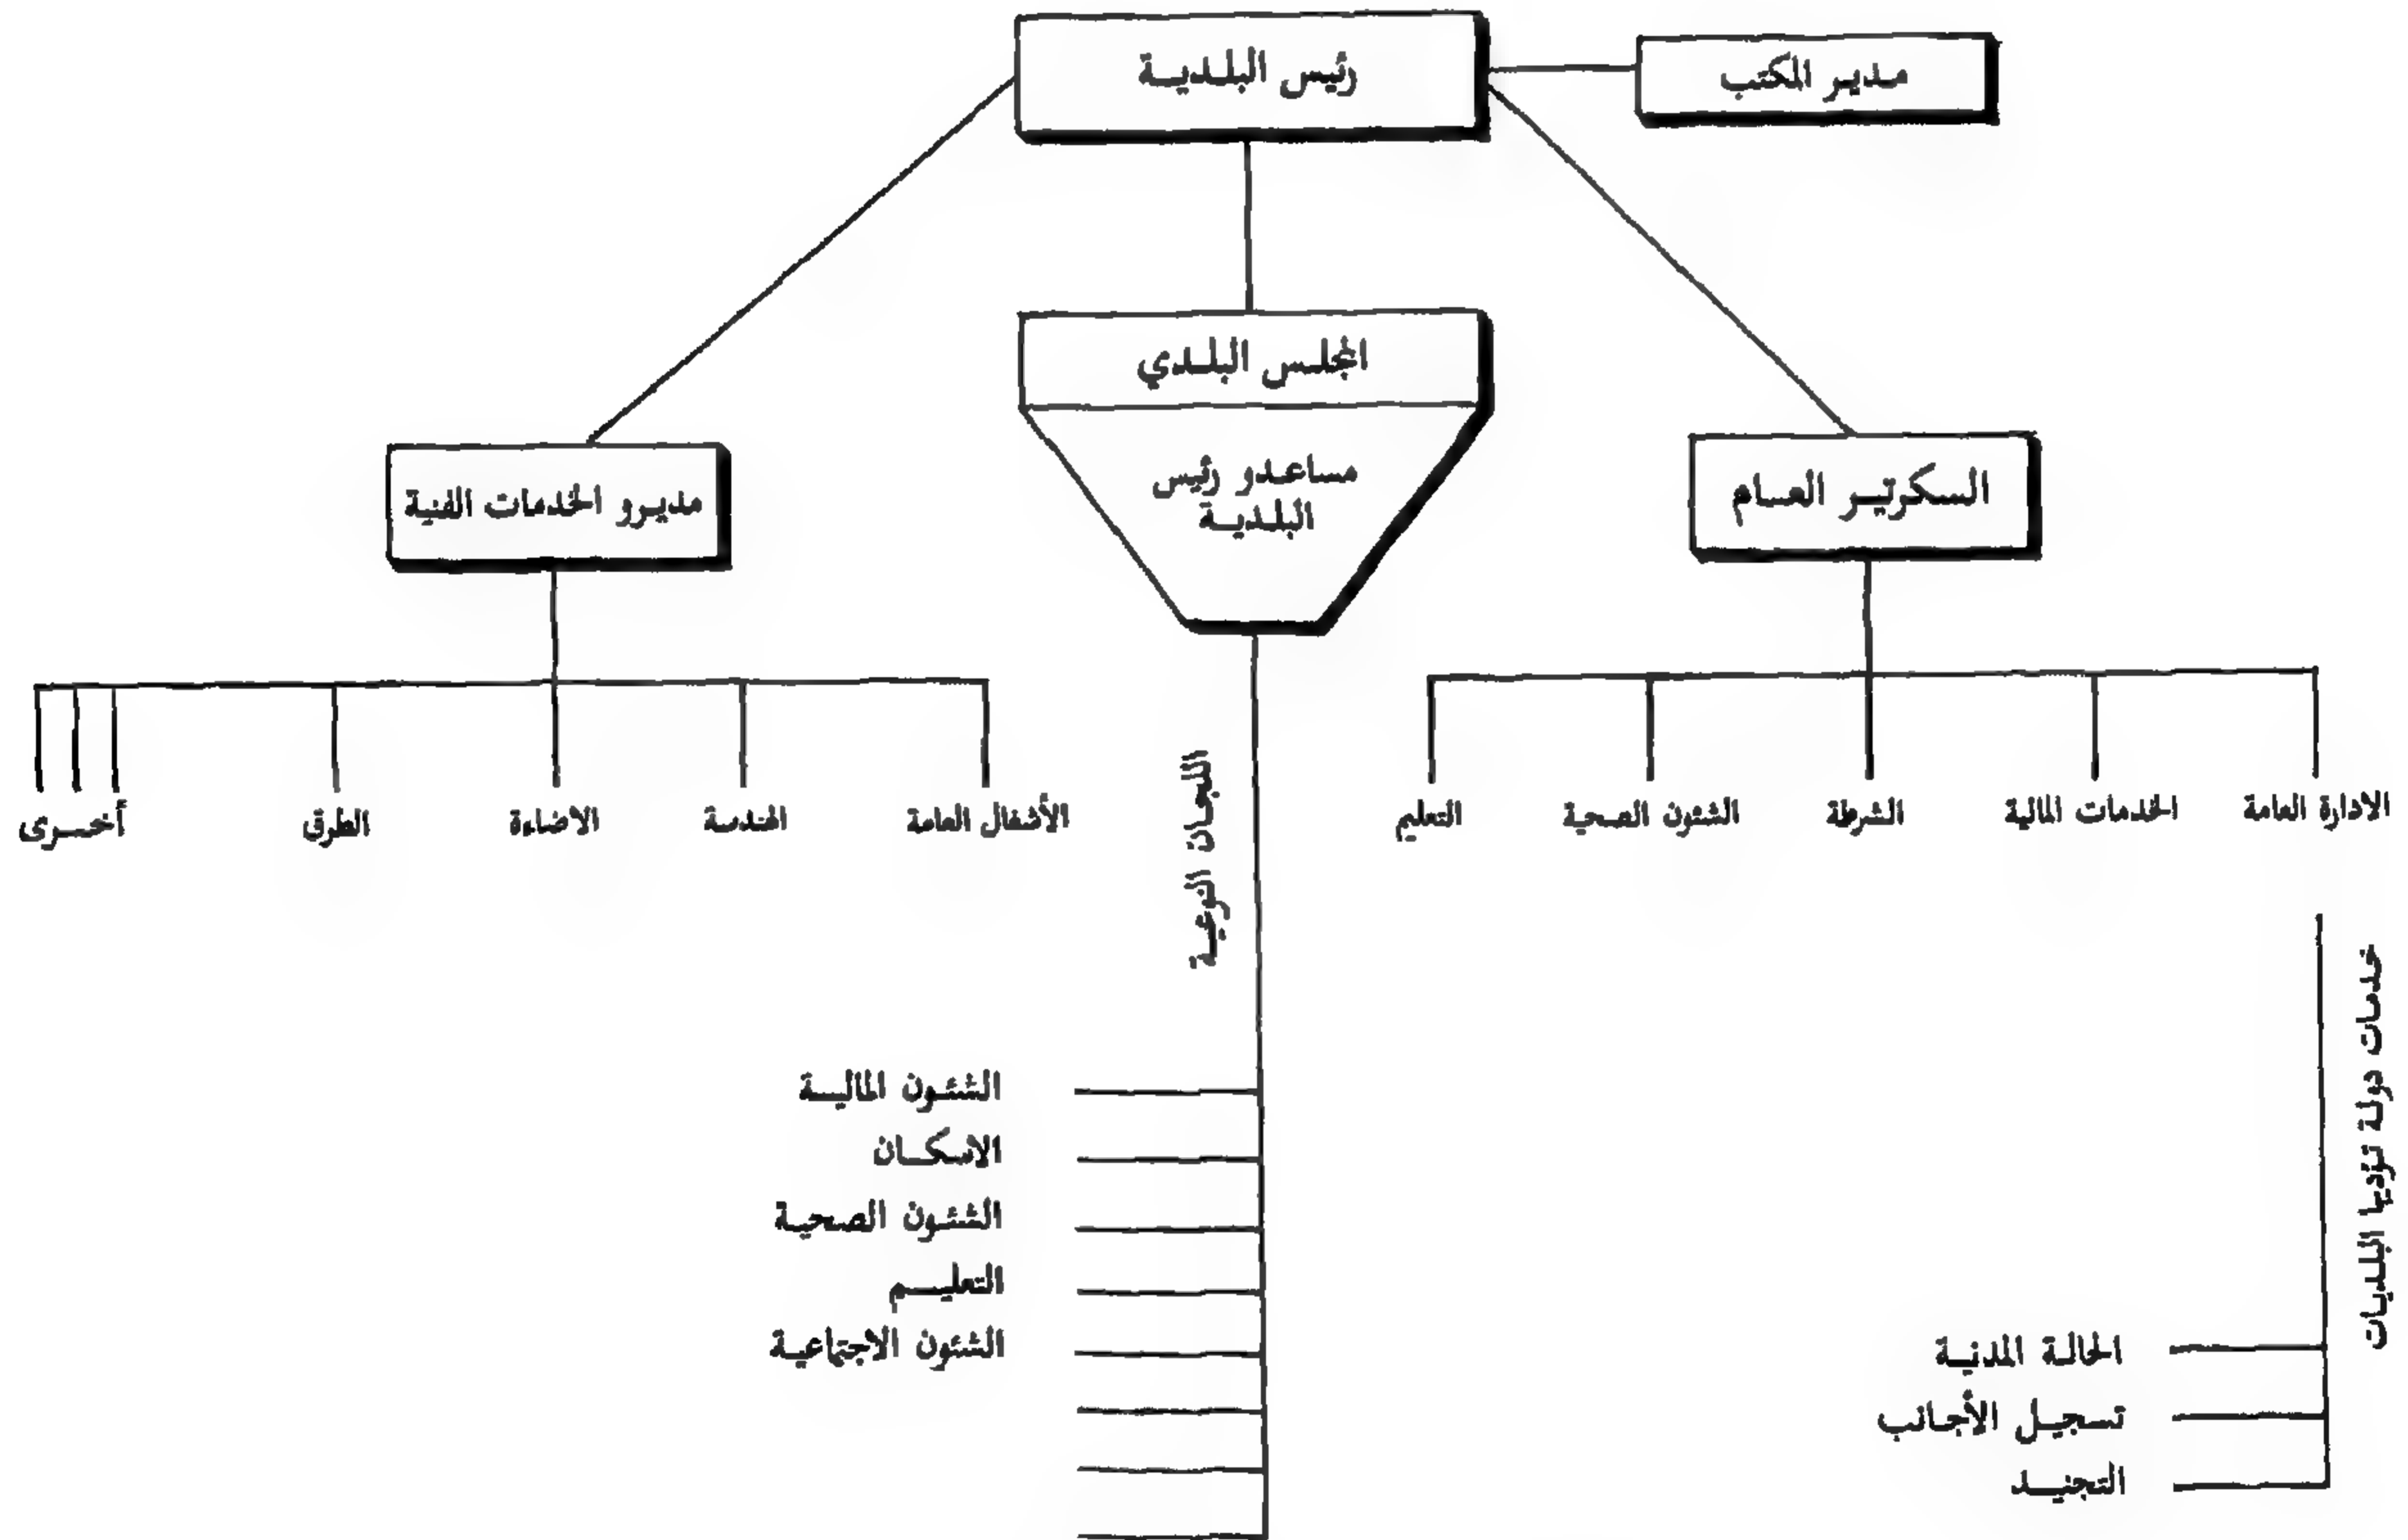 رئيس البلدية
مدير المكتب
المجلس البلدي
مساعدو رئيس
البلدية
السكرتير العام
مديرو الخدمات الفنية
الادارة العامة
الخدمات المالية
الشرطة
الشئون الصحية
التعليم
الأشغال العامة
الهندسة
الاضاءة
الطرق
أخرى
اللجان النوعية
الشئون المالية
الاسكان
الشئون الصحية
التعليم
الشئون الاجتماعية
خدمات دولة تؤديها البلديات
الحالة المدنية
تسجيل الأجانب
التجنيد